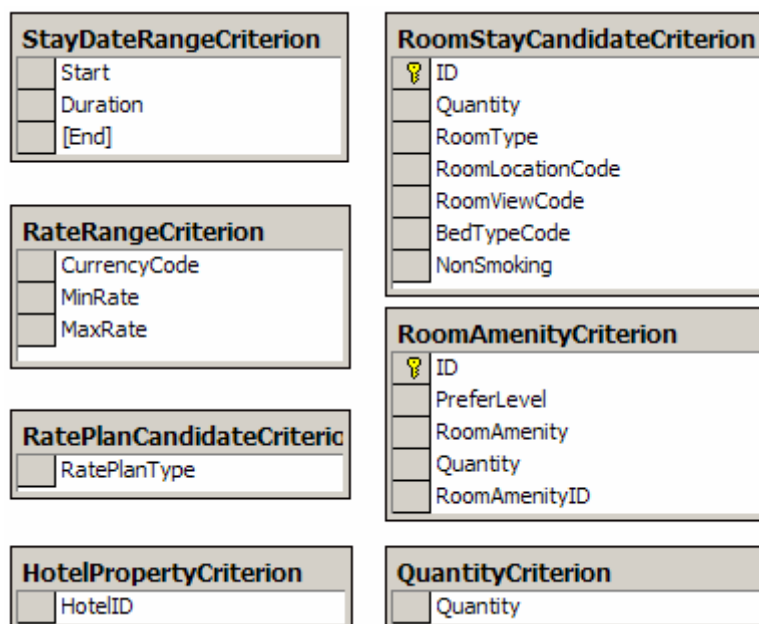 StayDateRangeCriterion
Start
Duration
[End]
RateRangeCriterion
CurrencyCode
MinRate
MaxRate
RatePlanCandidateCriteric
RatePlanType
HotelPropertyCriterion
HotelID
RoomStayCandidateCriterion
ID
Quantity
RoomType
RoomLocationCode
RoomViewCode
BedTypeCode
NonSmoking
RoomAmenityCriterion
ID
PreferLevel
RoomAmenity
Quantity
RoomAmenityID
QuantityCriterion
Quantity